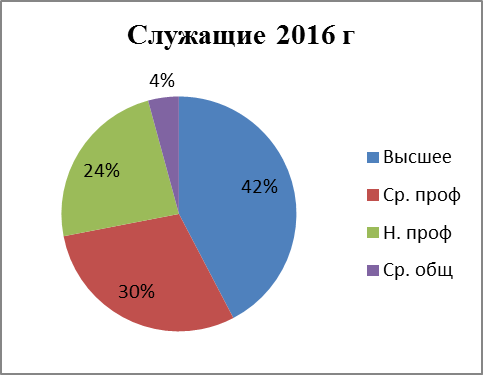 Служащие 2016 г
4%
24%
42%
30%
Высшее
Ср. проф
Н. проф
Ср. общ